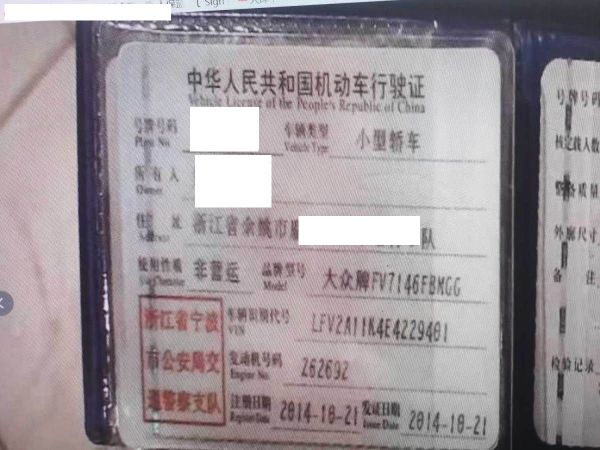 中华人民共和国机动车行驶证
Vehicle License of the People's Republic of China
号牌号码 车辆类型 小型轿车
Plate No. Vehicle Type
所有人
Owner
住址 浙江省余姚市 队
Address
使用性质 非营运 品牌型号 大众牌FV7146FBMGG
Use Character Model
浙江省宁波
市公安局交
通警察支队
车辆识别代号 LFV2A11K4E4229401
VIN
发动机号码 262692
Engine No.
注册日期 2014-10-21 发证日期 2014-10-21
Register Date Issue Date
号牌号码
核定载人数
整备质量
外廓尺寸
备注
检验记录